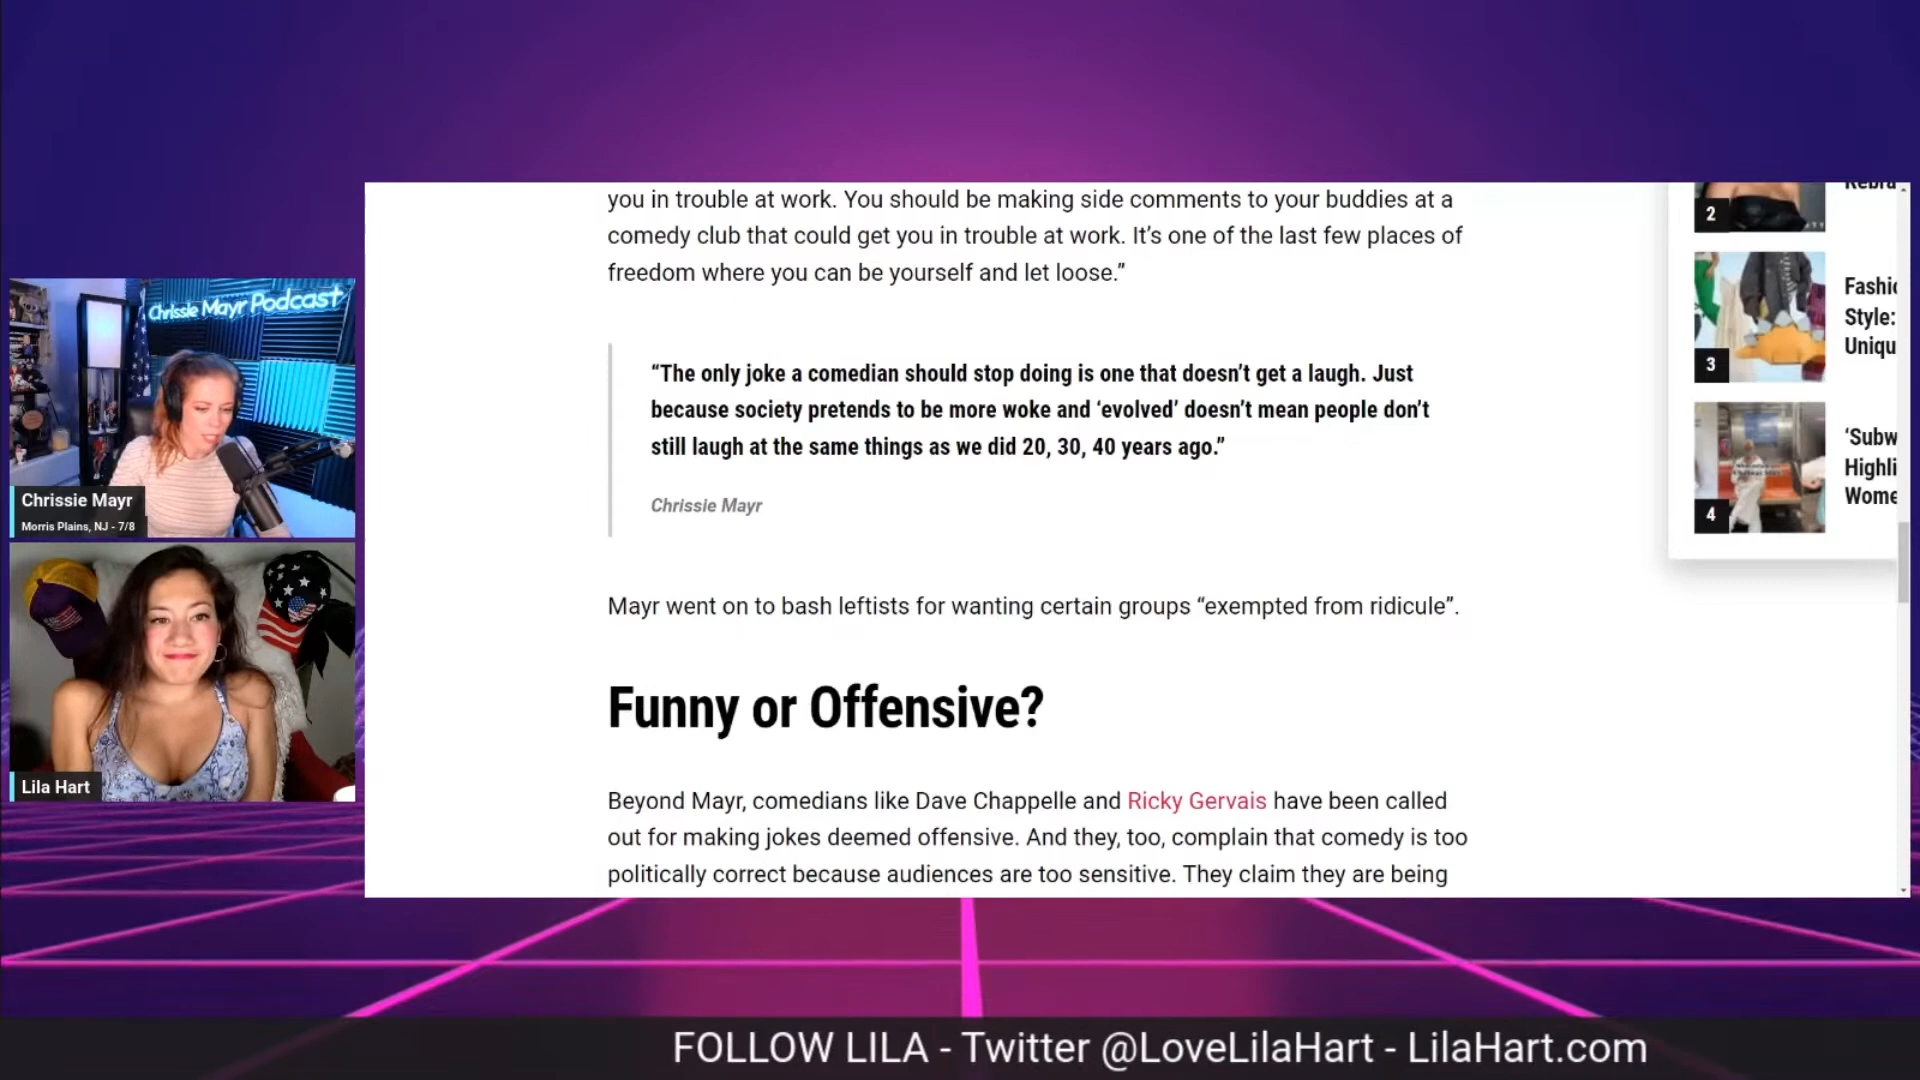 you in trouble at work. You should be making side comments to your buddies at a
comedy club that could get you in trouble at work. It’s one of the last few places of
freedom where you can be yourself and let loose.”
“The only joke a comedian should stop doing is one that doesn’t get a laugh. Just
because society pretends to be more woke and ‘evolved’ doesn’t mean people don’t
still laugh at the same things as we did 20, 30, 40 years ago.”
Chrissie Mayr
Mayr went on to bash leftists for wanting certain groups “exempted from ridicule”.
Funny or Offensive?
Beyond Mayr, comedians like Dave Chappelle and Ricky Gervais have been called
out for making jokes deemed offensive. And they, too, complain that comedy is too
politically correct because audiences are too sensitive. They claim they are being
2
3
Fashio
Style:
Uniqu
4
‘Subw
Highli
Wome
Chrissie Mayr Podcast
Chrissie Mayr
Morris Plains, NJ - 7/8
Lila Hart
FOLLOW LILA - Twitter @LoveLilaHart - LilaHart.com